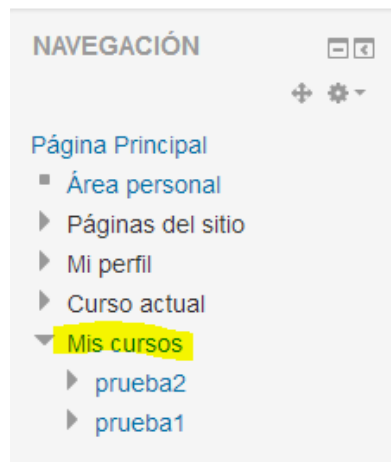 NAVEGACIÓN
Página Principal
Área personal
Páginas del sitio
Mi perfil
Curso actual
Mis cursos
prueba2
prueba1